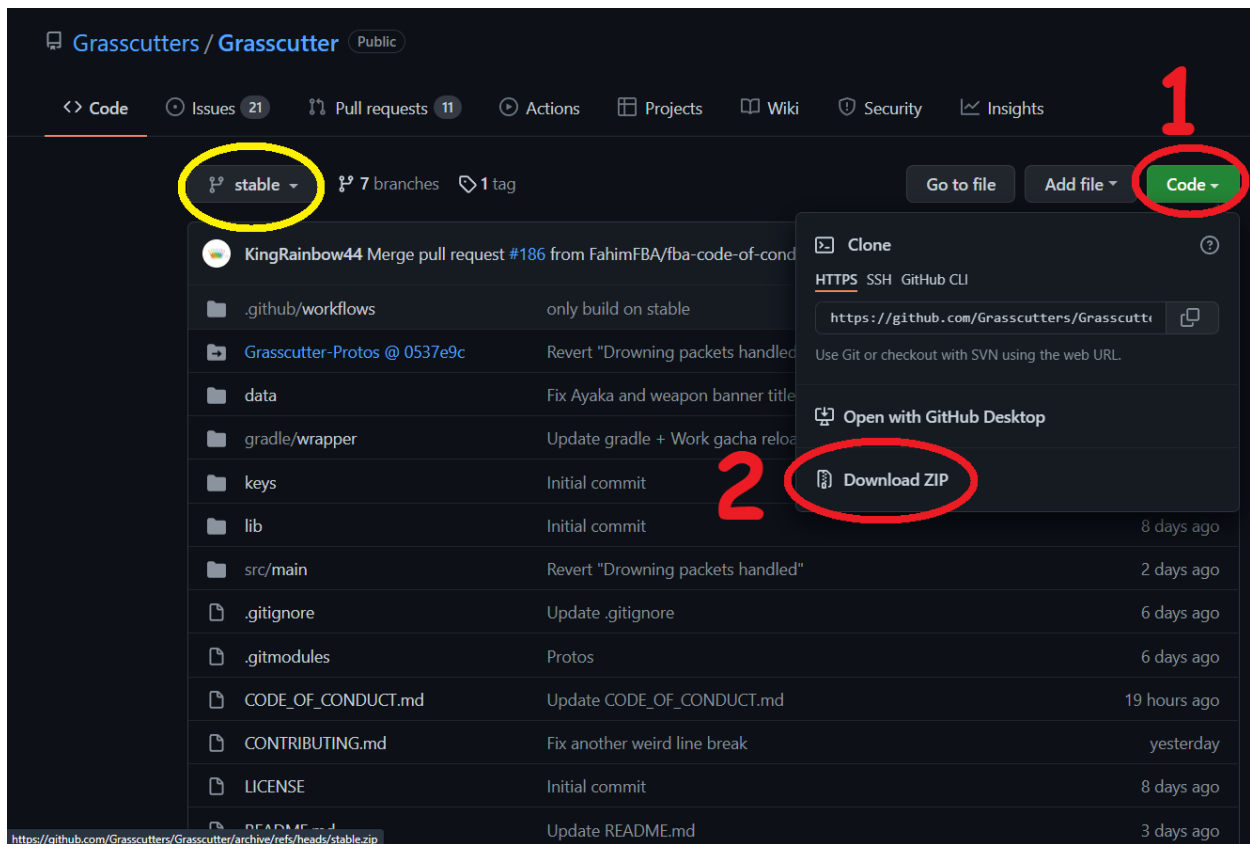 Grasscutters / Grasscutter Public
<> Code Issues 21 Pull requests 11 Actions Projects Wiki Security Insights
1
stable 7 branches 1 tag Go to file Add file Code
KingRainbow44 Merge pull request #186 from FahimFBA/fba-code-of-cond
Clone
HTTPS SSH GitHub CLI
https://github.com/Grasscutters/Grasscutte
Use Git or checkout with SVN using the web URL.
Open with GitHub Desktop
2
Download ZIP
.github/workflows only build on stable
Grasscutter-Protos @ 0537e9c Revert "Drowning packets handled
data Fix Ayaka and weapon banner title
gradle/wrapper Update gradle + Work gacha reloa
keys Initial commit
lib Initial commit 8 days ago
src/main Revert "Drowning packets handled" 2 days ago
.gitignore Update .gitignore 6 days ago
.gitmodules Protos 6 days ago
CODE_OF_CONDUCT.md Update CODE_OF_CONDUCT.md 19 hours ago
CONTRIBUTING.md Fix another weird line break yesterday
LICENSE Initial commit 8 days ago
README.md Update README.md 3 days ago
https://github.com/Grasscutters/Grasscutter/archive/refs/heads/stable.zip